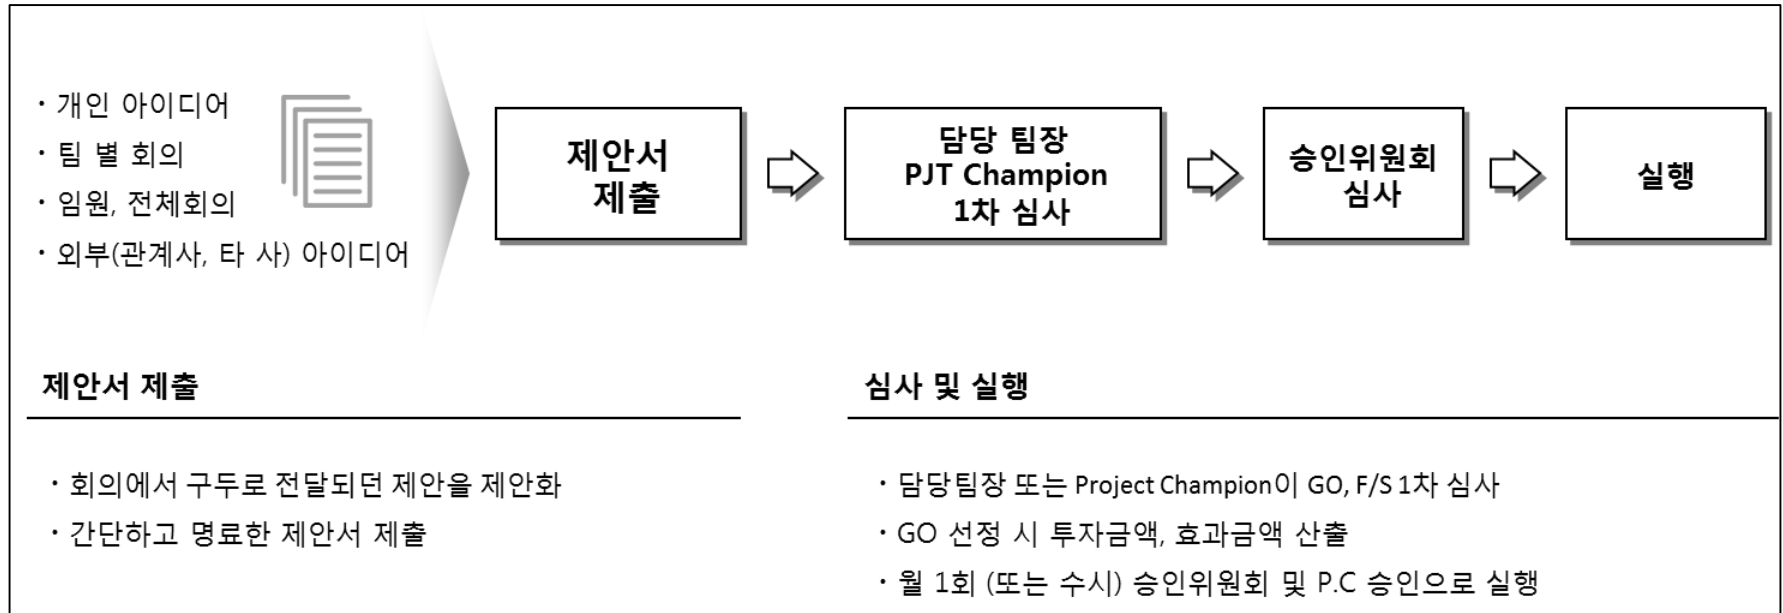 · 개인 아이디어
· 팀 별 회의
· 임원, 전체회의
· 외부(관계사, 타 사) 아이디어
제안서
제출
담당 팀장
PJT Champion
1차 심사
승인위원회
심사
실행
제안서 제출
· 회의에서 구두로 전달되던 제안을 제안화
· 간단하고 명료한 제안서 제출
심사 및 실행
· 담당팀장 또는 Project Champion이 GO, F/S 1차 심사
· GO 선정 시 투자금액, 효과금액 산출
· 월 1회 (또는 수시) 승인위원회 및 P.C 승인으로 실행